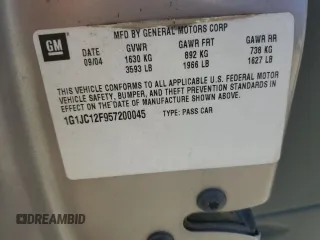 MFD BY GENERAL MOTORS CORP
GM DATE GVWR GAWR FRT GAWR RR
09/04 1630 KG 892 KG 738 KG
3593 LB 1966 LB 1627 LB
THIS VEHICLE CONFORMS TO ALL APPLICABLE U.S. FEDERAL MOTOR
VEHICLE SAFETY, BUMPER, AND THEFT PREVENTION STANDARDS IN
EFFECT ON THE DATE OF MANUFACTURE SHOWN ABOVE.
1G1JC12F957200045 TYPE: PASS CAR
DREAMBID